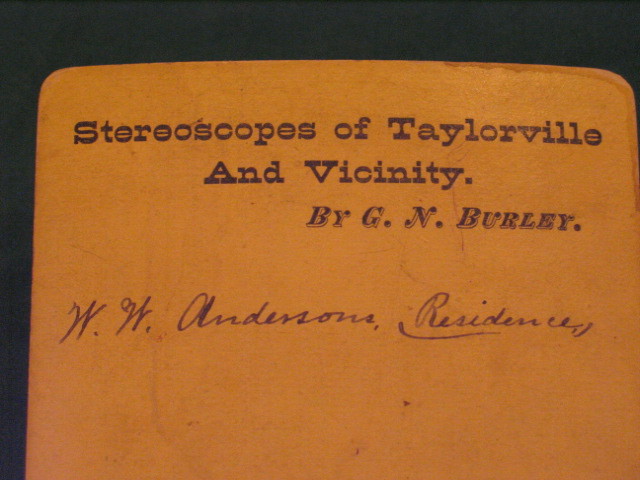 Stereoscopes of Taylorville
And Vicinity.
By G. N. Burley.
W. W. Andersons, Residence,